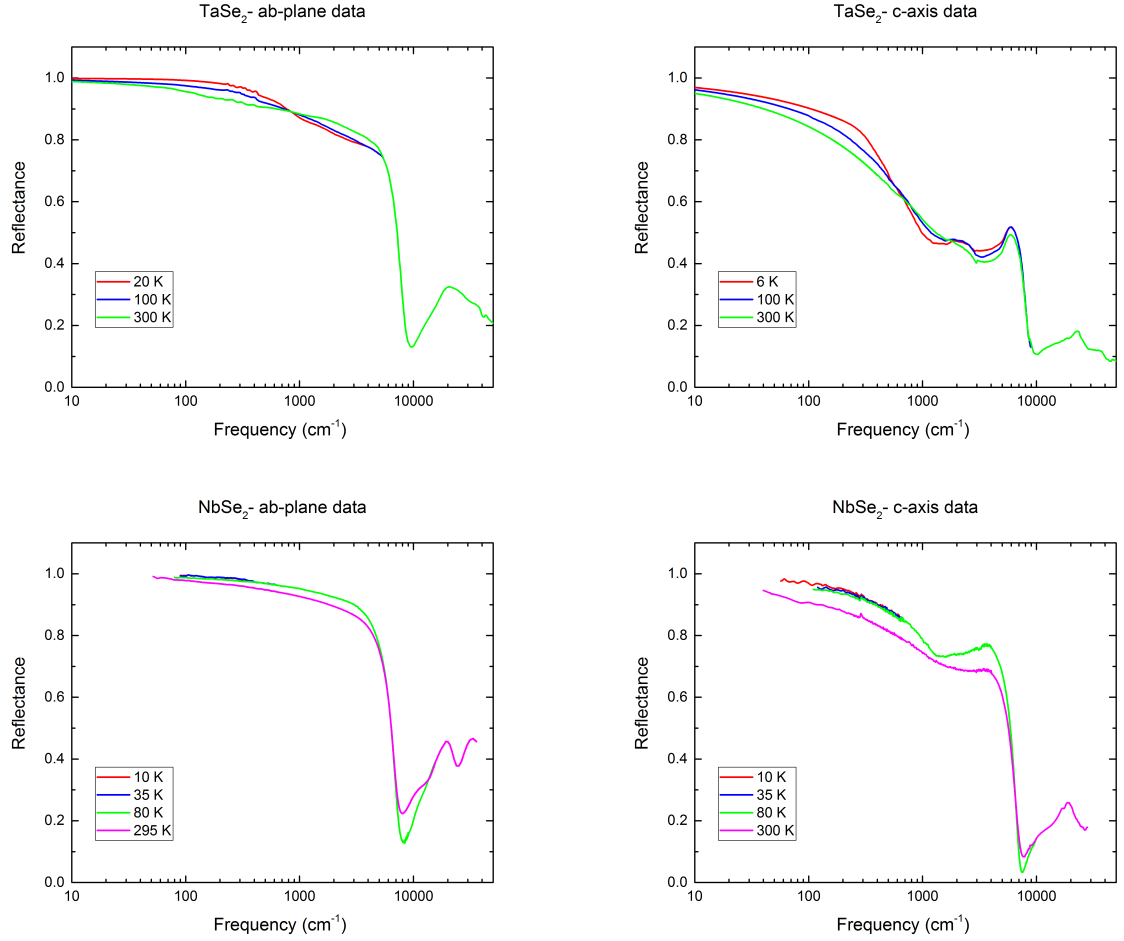 TaSe₂- ab-plane data
1.0
0.8
0.6
0.4
0.2
0.0
Reflectance
20 K
100 K
300 K
10 100 1000 10000
Frequency (cm⁻¹)
TaSe₂- c-axis data
1.0
0.8
0.6
0.4
0.2
0.0
Reflectance
6 K
100 K
300 K
10 100 1000 10000
Frequency (cm⁻¹)
NbSe₂- ab-plane data
1.0
0.8
0.6
0.4
0.2
0.0
Reflectance
10 K
35 K
80 K
295 K
10 100 1000 10000
Frequency (cm⁻¹)
NbSe₂- c-axis data
1.0
0.8
0.6
0.4
0.2
0.0
Reflectance
10 K
35 K
80 K
300 K
10 100 1000 10000
Frequency (cm⁻¹)